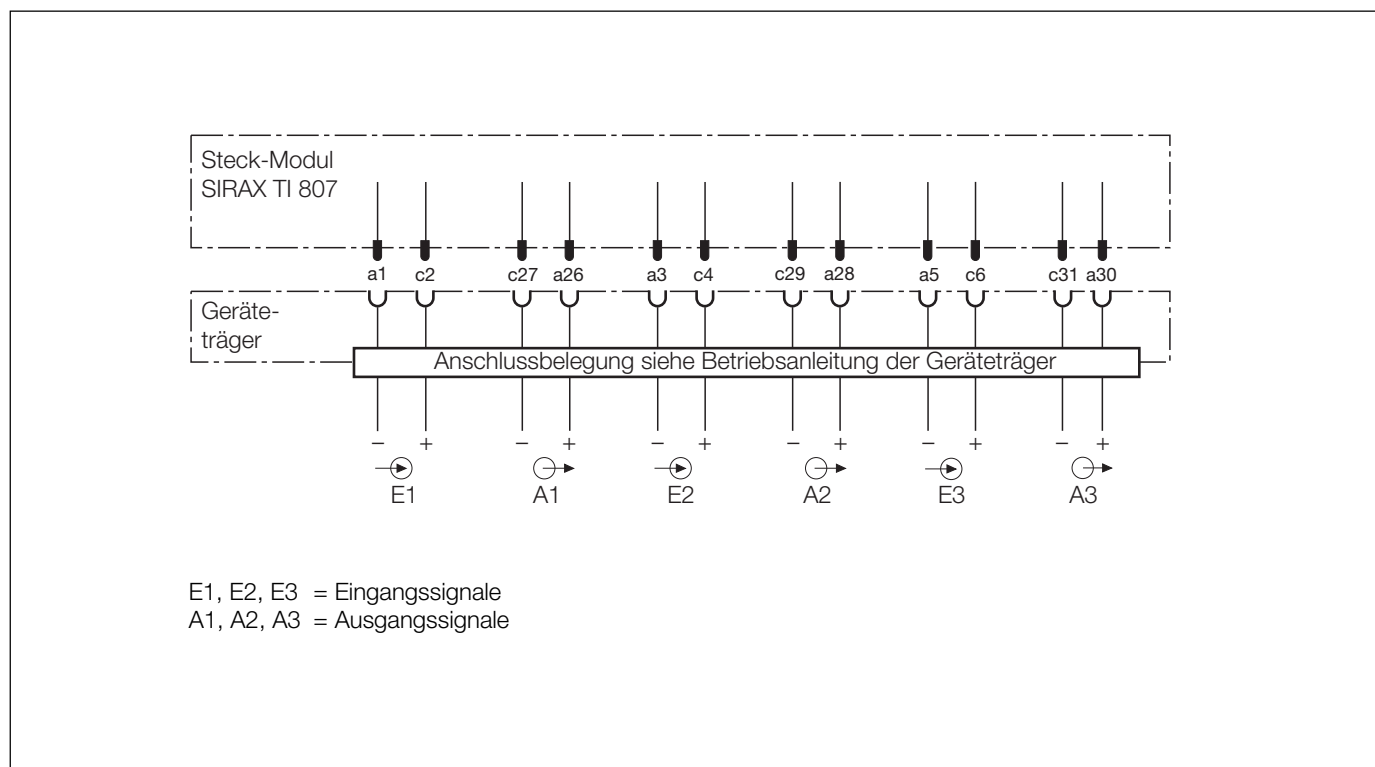 Steck-Modul
SIRAX TI 807
a1 c2 c27 a26 a3 c4 c29 a28 a5 c6 c31 a30
Geräte-
träger
Anschlussbelegung siehe Betriebsanleitung der Geräteträger
– + – + – + – + – + – +
E1 A1 E2 A2 E3 A3
E1, E2, E3 = Eingangssignale
A1, A2, A3 = Ausgangssignale